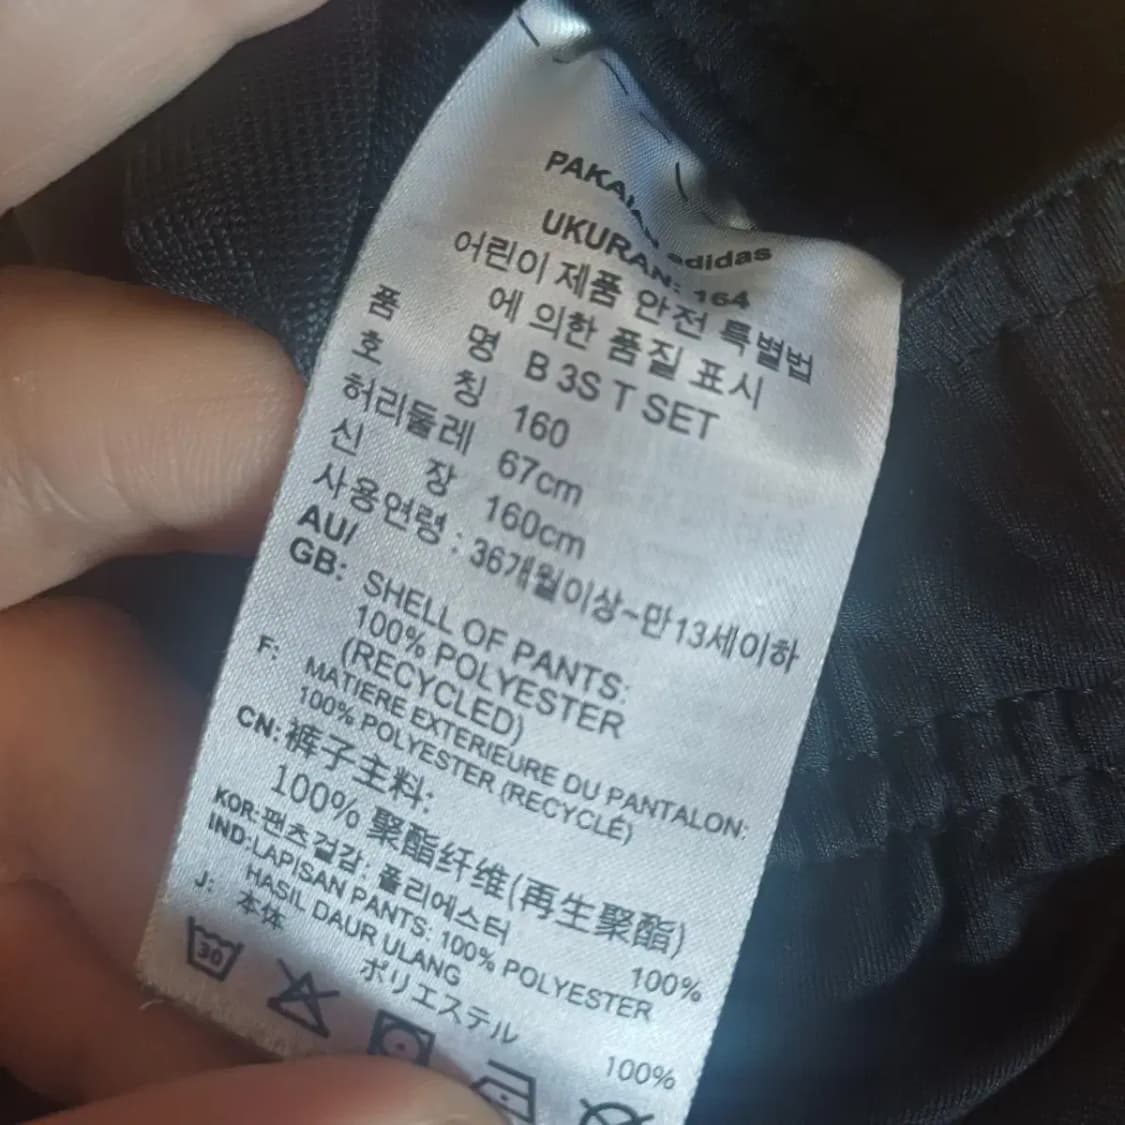 PAKAIAN adidas
UKURAN: 164
어린이 제품 안전 특별법
에 의한 품질 표시
품 명 B 3S T SET
호 칭 160
허리둘레 67cm
신 장 160cm
사용연령 : 36개월이상~만13세이하
AU/
GB: SHELL OF PANTS:
100% POLYESTER
(RECYCLED)
F: MATIERE EXTERIEURE DU PANTALON:
100% POLYESTER (RECYCLÉ)
CN: 裤子主料:
100% 聚酯纤维(再生聚酯)
KOR: 팬츠겉감: 폴리에스터 100%
IND: LAPISAN PANTS: 100% POLYESTER
HASIL DAUR ULANG
J: 本体
ポリエステル 100%
30